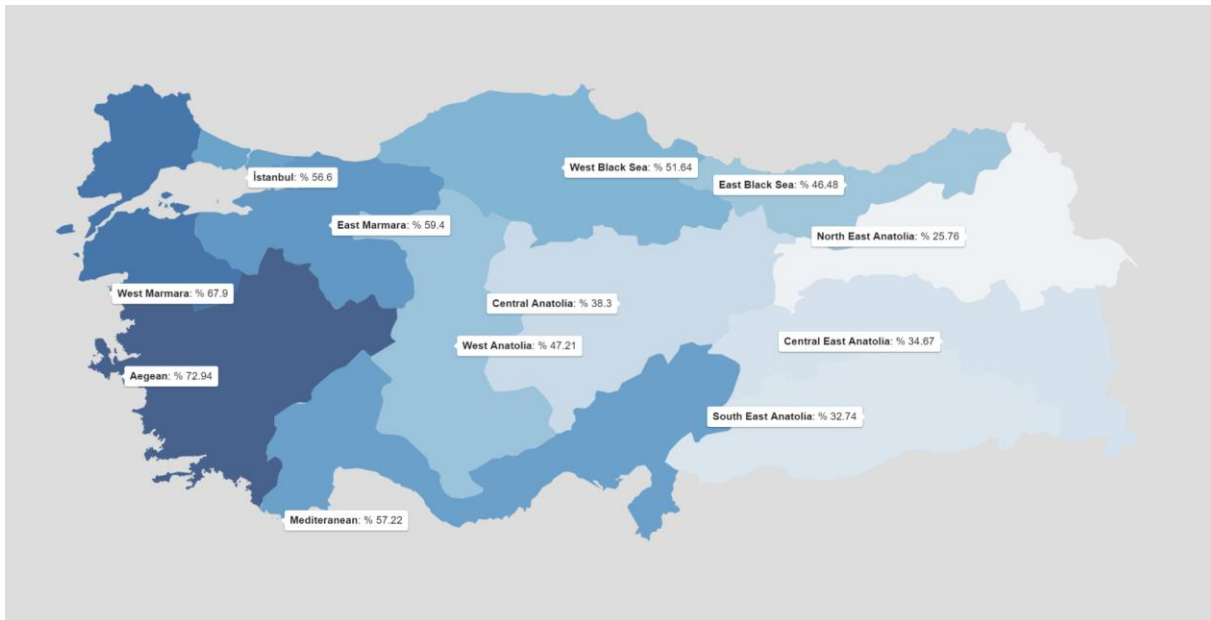 West Black Sea: % 51.64
İstanbul: % 56.6
East Black Sea: % 46.48
East Marmara: % 59.4
North East Anatolia: % 25.76
West Marmara: % 67.9
Central Anatolia: % 38.3
West Anatolia: % 47.21
Central East Anatolia: % 34.67
Aegean: % 72.94
South East Anatolia: % 32.74
Mediteranean: % 57.22